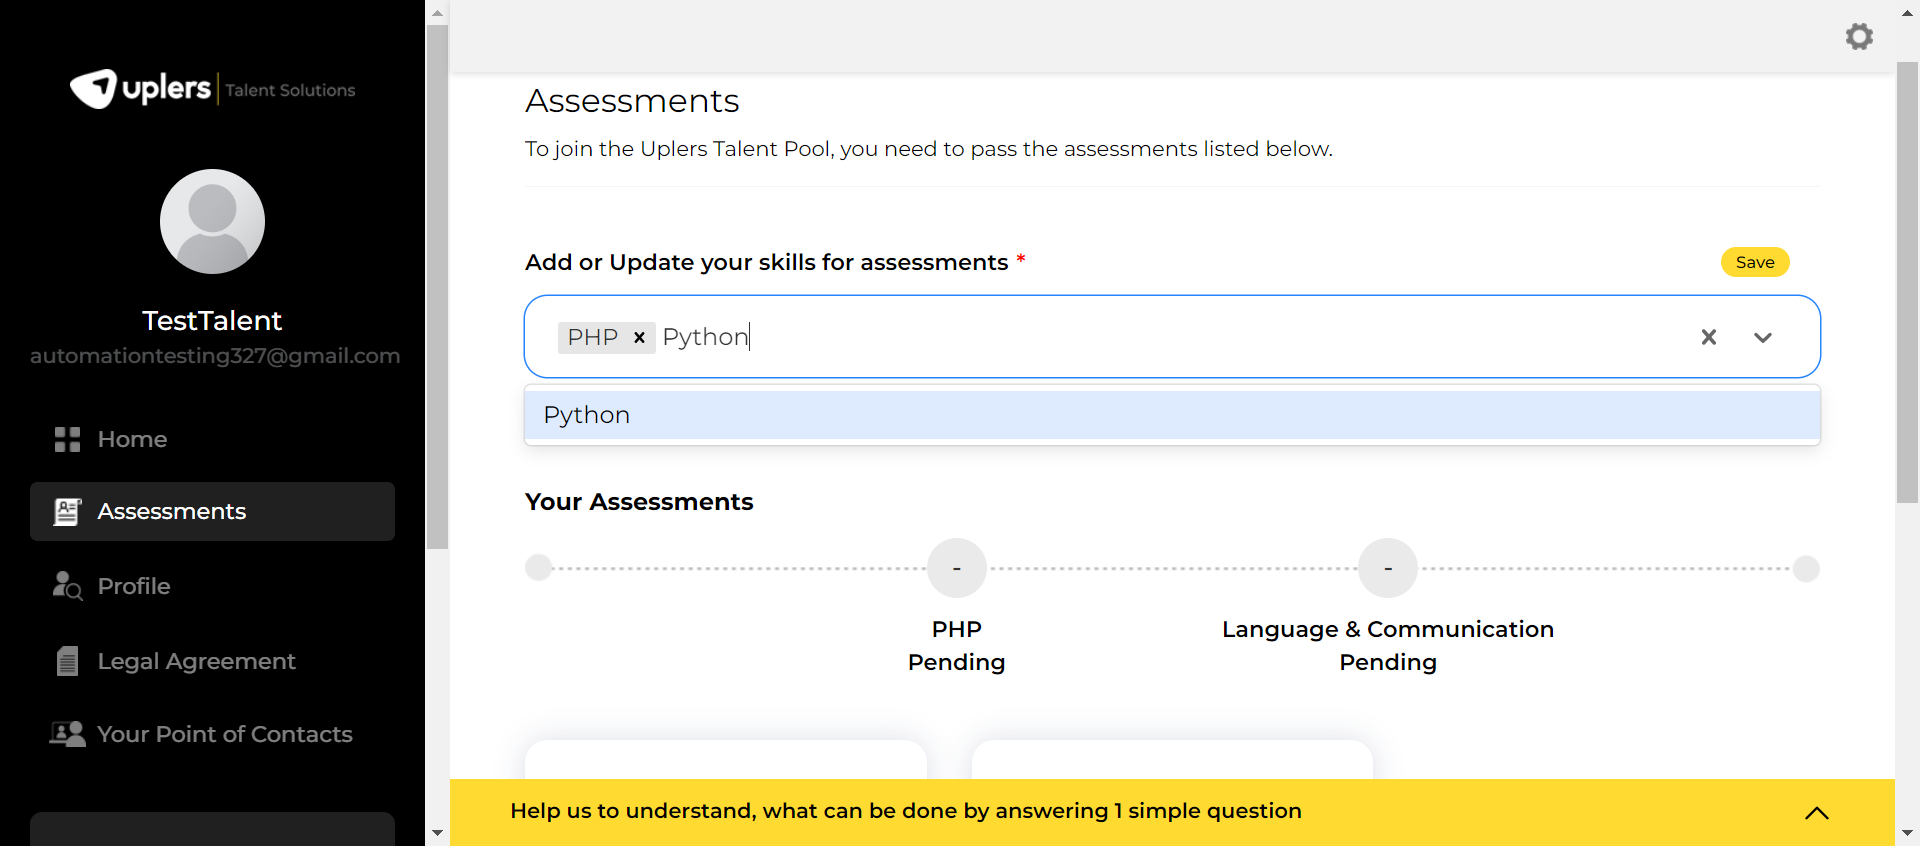 uplers | Talent Solutions
TestTalent
automationtesting327@gmail.com
Home
Assessments
Profile
Legal Agreement
Your Point of Contacts
Assessments
To join the Uplers Talent Pool, you need to pass the assessments listed below.
Add or Update your skills for assessments *
Save
PHP × Python
Python
Your Assessments
- -
PHP
Pending
Language & Communication
Pending
Help us to understand, what can be done by answering 1 simple question